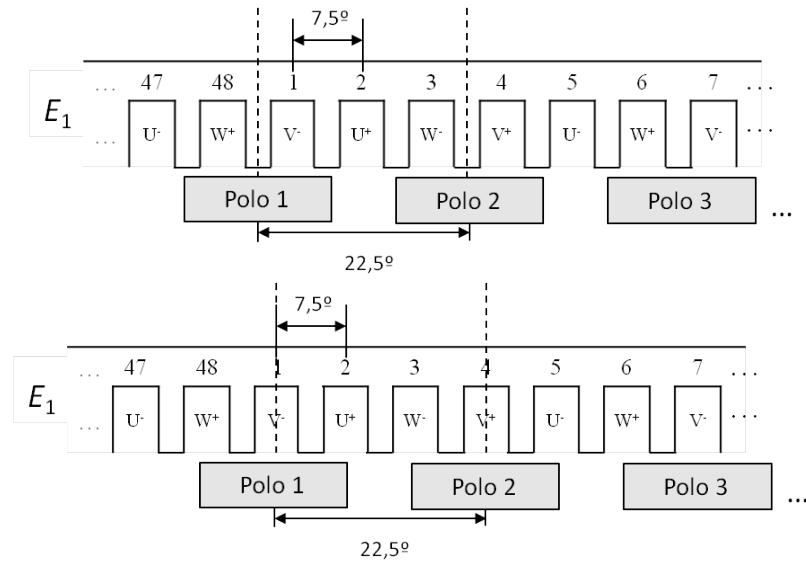 7,5º
... 47 48 1 2 3 4 5 6 7 ...
E1
... U- W+ V- U+ W- V+ U- W+ V- ...
Polo 1 Polo 2 Polo 3 ...
22,5º
7,5º
... 47 48 1 2 3 4 5 6 7 ...
E1
... U- W+ V- U+ W- V+ U- W+ V- ...
Polo 1 Polo 2 Polo 3 ...
22,5º